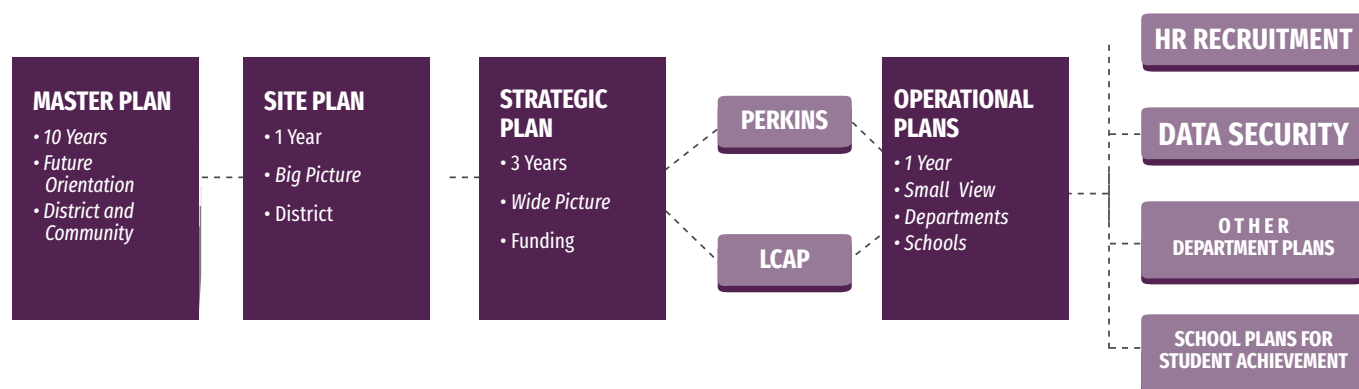 MASTER PLAN
• 10 Years
• Future
Orientation
• District and
Community
SITE PLAN
• 1 Year
• Big Picture
• District
STRATEGIC
PLAN
• 3 Years
• Wide Picture
• Funding
PERKINS
LCAP
OPERATIONAL
PLANS
• 1 Year
• Small View
• Departments
• Schools
HR RECRUITMENT
DATA SECURITY
OTHER
DEPARTMENT PLANS
SCHOOL PLANS FOR
STUDENT ACHIEVEMENT